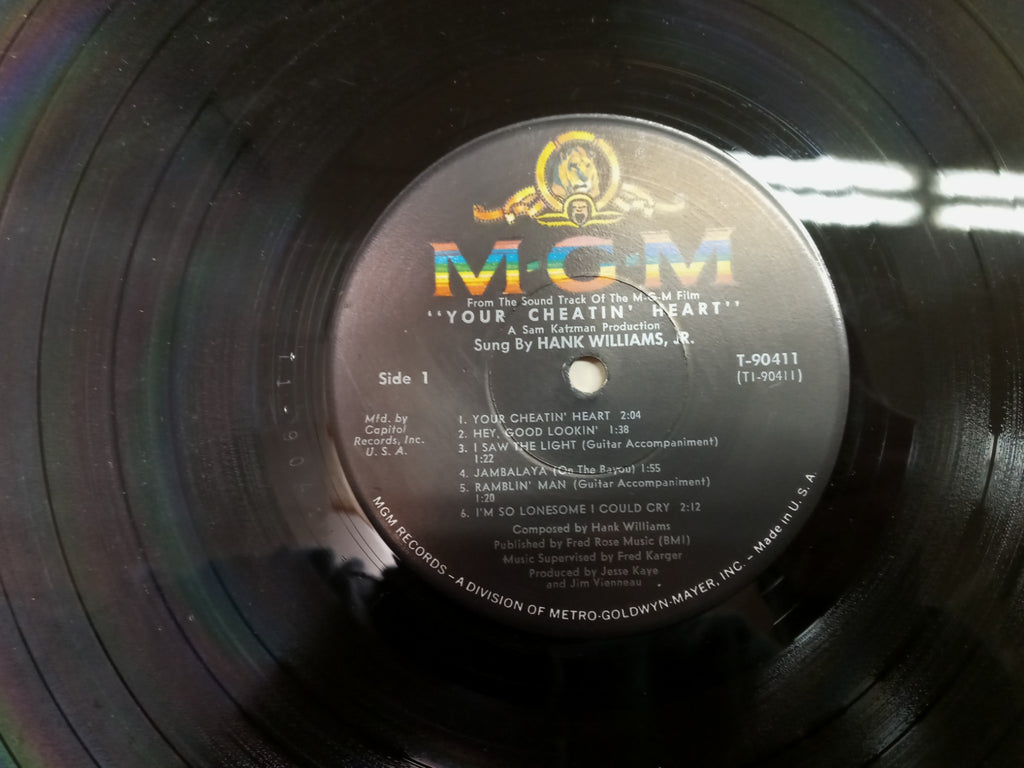 M-G-M
From The Sound Track Of The M-G-M Film
"YOUR CHEATIN' HEART"
A Sam Katzman Production
Sung By HANK WILLIAMS, JR.
Side 1
T-90411
(T1-90411)
Mfd. by
Capitol
Records, Inc.
U. S. A.
1. YOUR CHEATIN' HEART 2:04
2. HEY, GOOD LOOKIN' 1:38
3. I SAW THE LIGHT (Guitar Accompaniment)
1:22
4. JAMBALAYA (On The Bayou) 1:55
5. RAMBLIN' MAN (Guitar Accompaniment)
1:20
6. I'M SO LONESOME I COULD CRY 2:12
Composed by Hank Williams
Published by Fred Rose Music (BMI)
Music Supervised by Fred Karger
Produced by Jesse Kaye
and Jim Vienneau
MGM RECORDS – A DIVISION OF METRO-GOLDWYN-MAYER, INC. – Made in U. S. A.